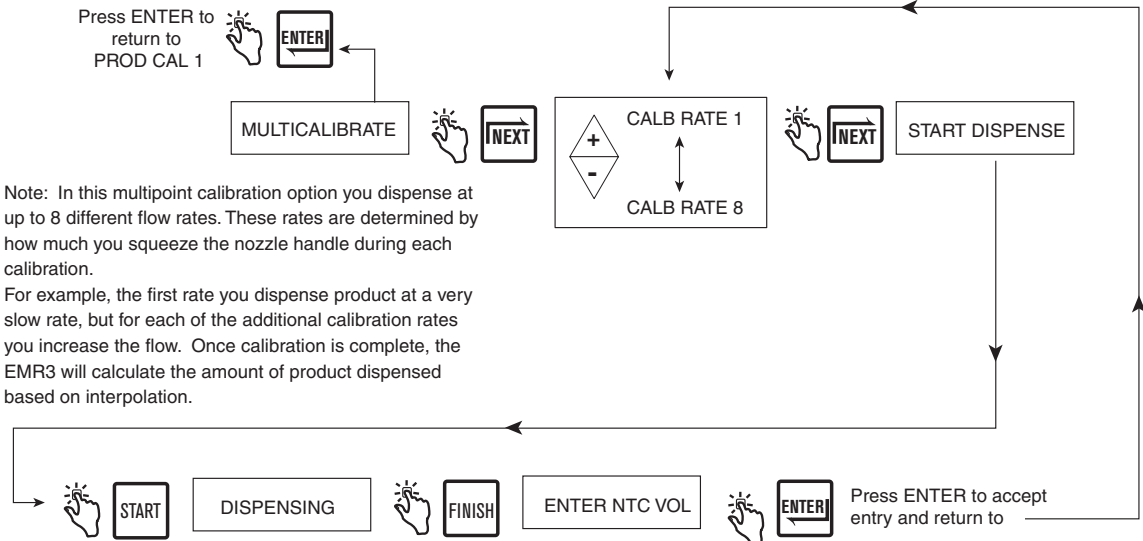 Press ENTER to
return to
PROD CAL 1
ENTER
MULTICALIBRATE
NEXT
+
-
CALB RATE 1
CALB RATE 8
NEXT
START DISPENSE
Note: In this multipoint calibration option you dispense at
up to 8 different flow rates. These rates are determined by
how much you squeeze the nozzle handle during each
calibration.
For example, the first rate you dispense product at a very
slow rate, but for each of the additional calibration rates
you increase the flow. Once calibration is complete, the
EMR3 will calculate the amount of product dispensed
based on interpolation.
START
DISPENSING
FINISH
ENTER NTC VOL
ENTER
Press ENTER to accept
entry and return to